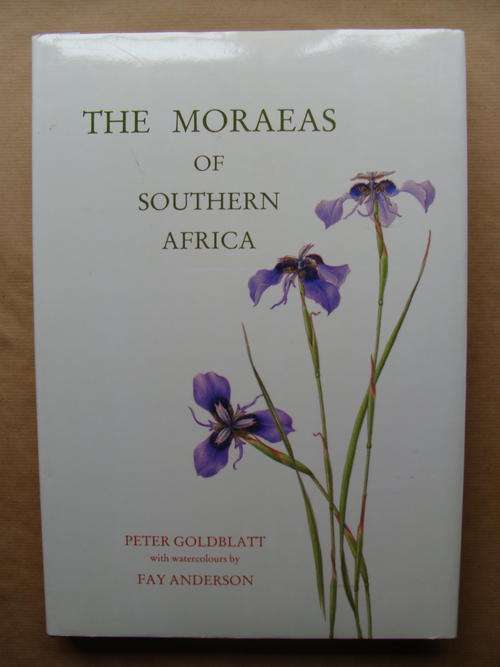 THE MORAEAS
OF
SOUTHERN
AFRICA
PETER GOLDBLATT
with watercolours by
FAY ANDERSON